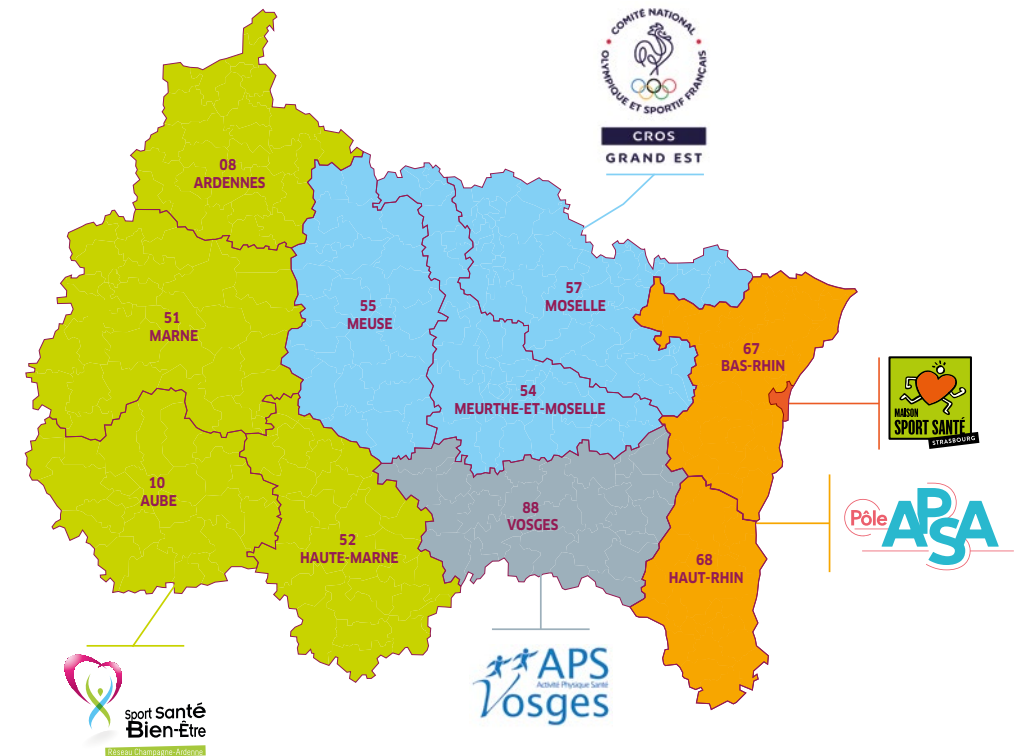 COMITÉ NATIONAL
OLYMPIQUE ET SPORTIF FRANÇAIS
CROS
GRAND EST
08
ARDENNES
57
MOSELLE
55
MEUSE
51
MARNE
67
BAS-RHIN
54
MEURTHE-ET-MOSELLE
MAISON
SPORT SANTÉ
STRASBOURG
10
AUBE
88
VOSGES
Pôle APSA
52
HAUTE-MARNE
68
HAUT-RHIN
APS
Activité Physique Santé
Vosges
Sport Santé
Bien-Être
Réseau Champagne-Ardenne